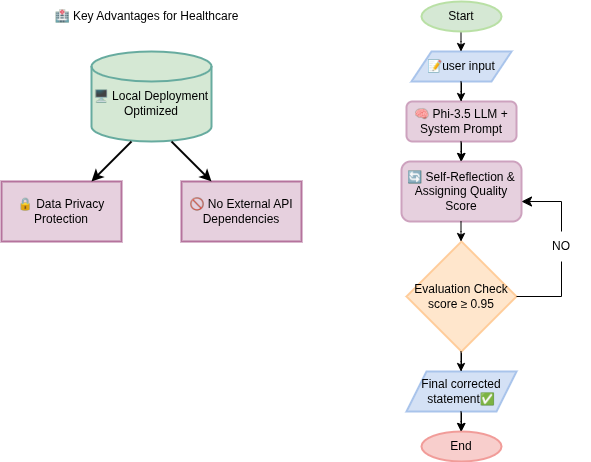 🏥 Key Advantages for Healthcare
🖥️ Local Deployment
Optimized
🔒 Data Privacy
Protection
🚫 No External API
Dependencies
Start
📝user input
🧠 Phi-3.5 LLM +
System Prompt
🔄 Self-Reflection &
Assigning Quality
Score
NO
Evaluation Check
score ≥ 0.95
Final corrected
statement✅
End